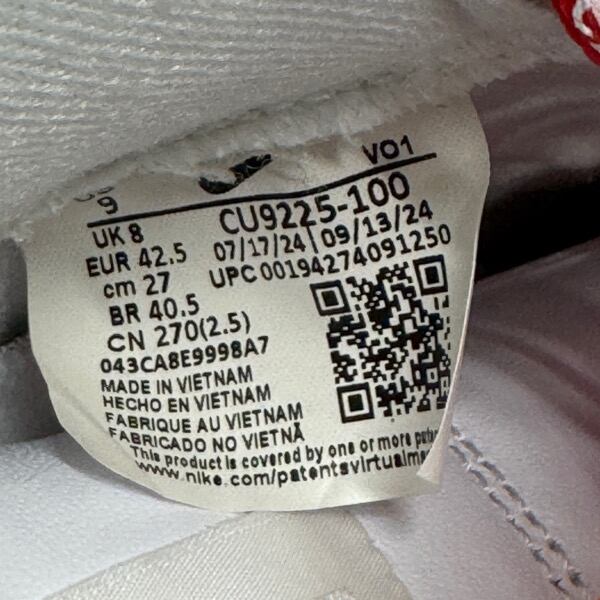 VO1
9
UK 8
CU9225-100
EUR 42.5
07/17/24 | 09/13/24
cm 27
UPC 00194274091250
BR 40.5
CN 270(2.5)
043CA8E9998A7
MADE IN VIETNAM
HECHO EN VIETNAM
FABRIQUE AU VIETNAM
FABRICADO NO VIETNÃ
This product is covered by one or more
www.nike.com/patentsvirtualmar